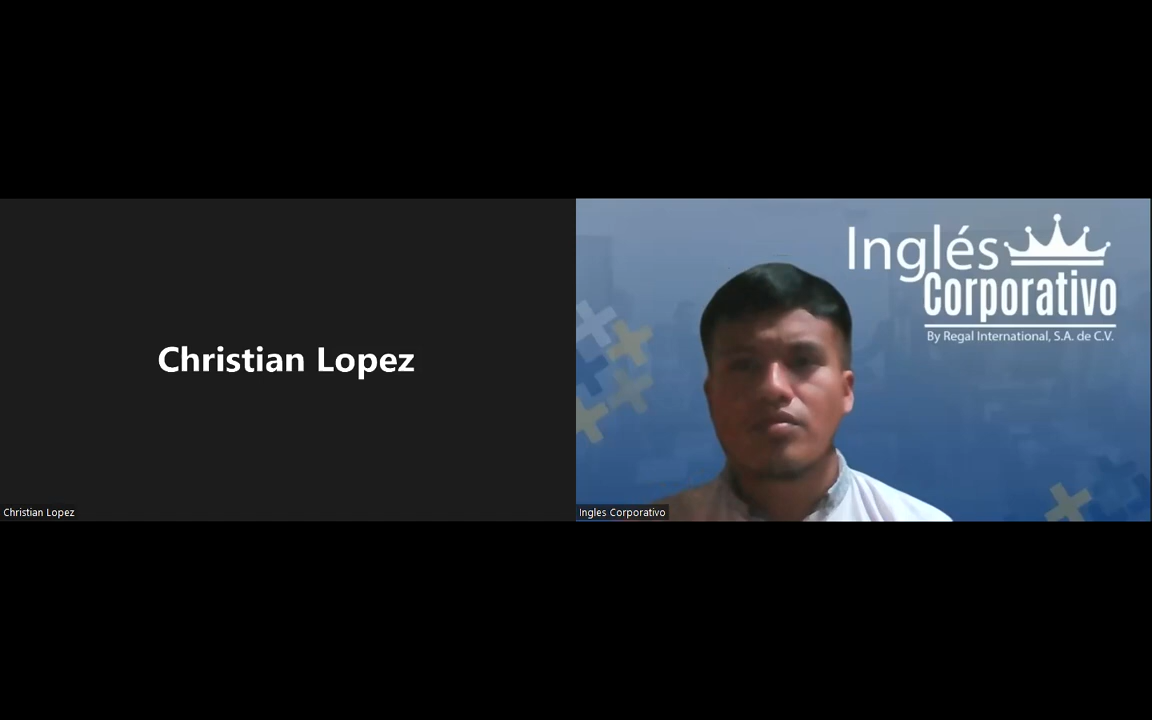 Christian Lopez
Christian Lopez
Inglés
Corporativo
By Regal International, S.A. de C.V.
Ingles Corporativo